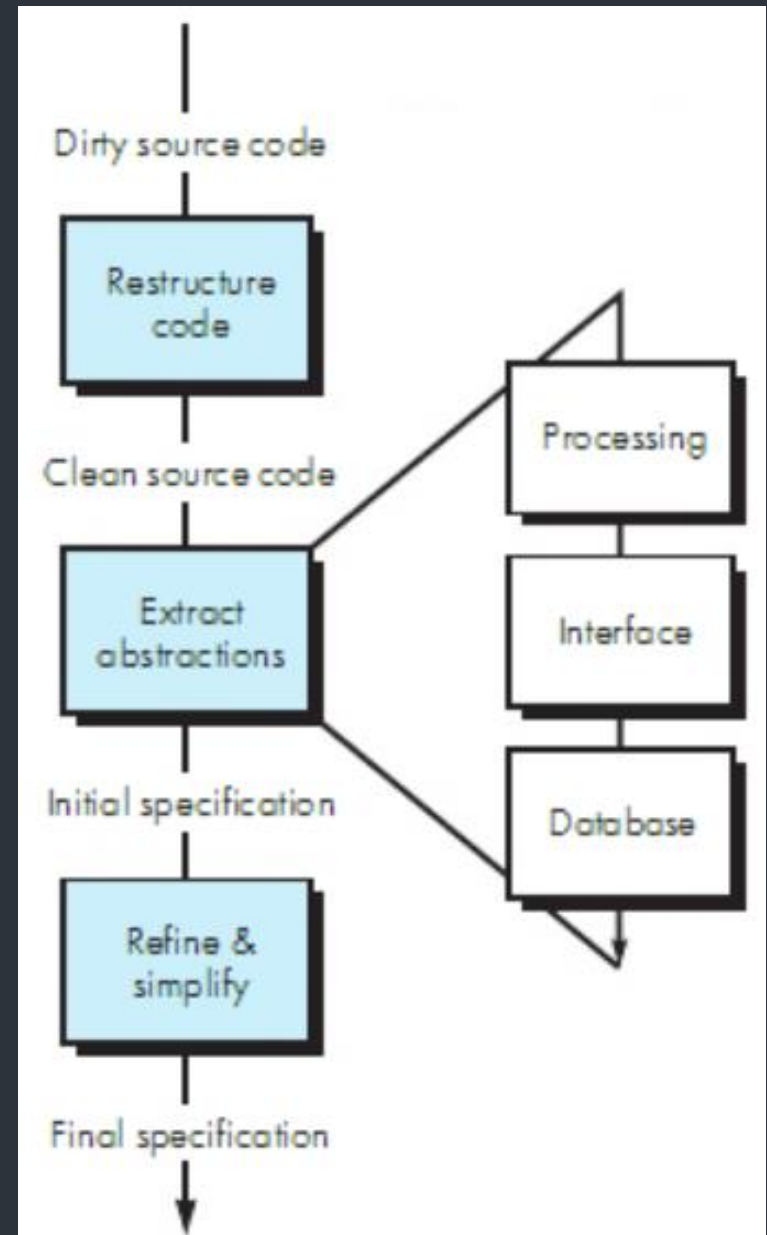 Dirty source code
Restructure
code
Clean source code
Extract
abstractions
Initial specification
Refine &
simplify
Final specification
Processing
Interface
Database